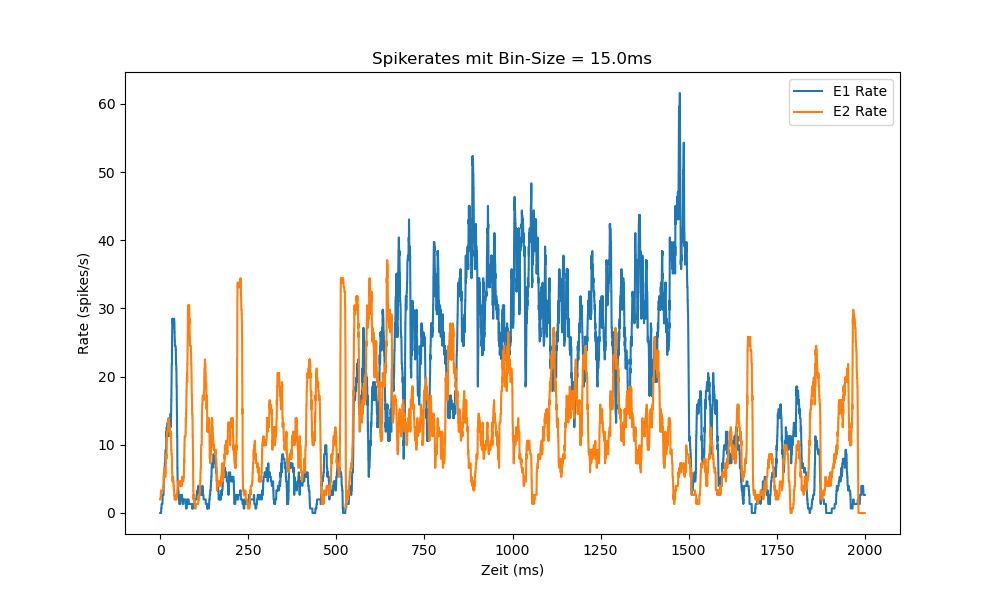 Spikerates mit Bin-Size = 15.0ms
E1 Rate
E2 Rate
60
50
40
30
20
10
0
Rate (spikes/s)
0 250 500 750 1000 1250 1500 1750 2000
Zeit (ms)